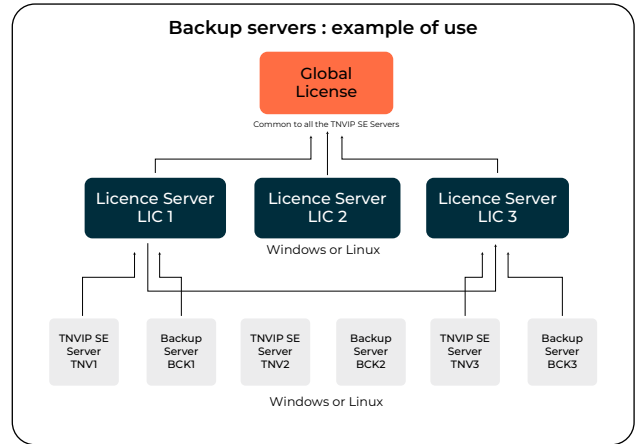 Backup servers : example of use
Global
License
Common to all the TNVIP SE Servers
Licence Server
LIC 1
Licence Server
LIC 2
Licence Server
LIC 3
Windows or Linux
TNVIP SE
Server
TNV1
Backup
Server
BCK1
TNVIP SE
Server
TNV2
Backup
Server
BCK2
TNVIP SE
Server
TNV3
Backup
Server
BCK3
Windows or Linux